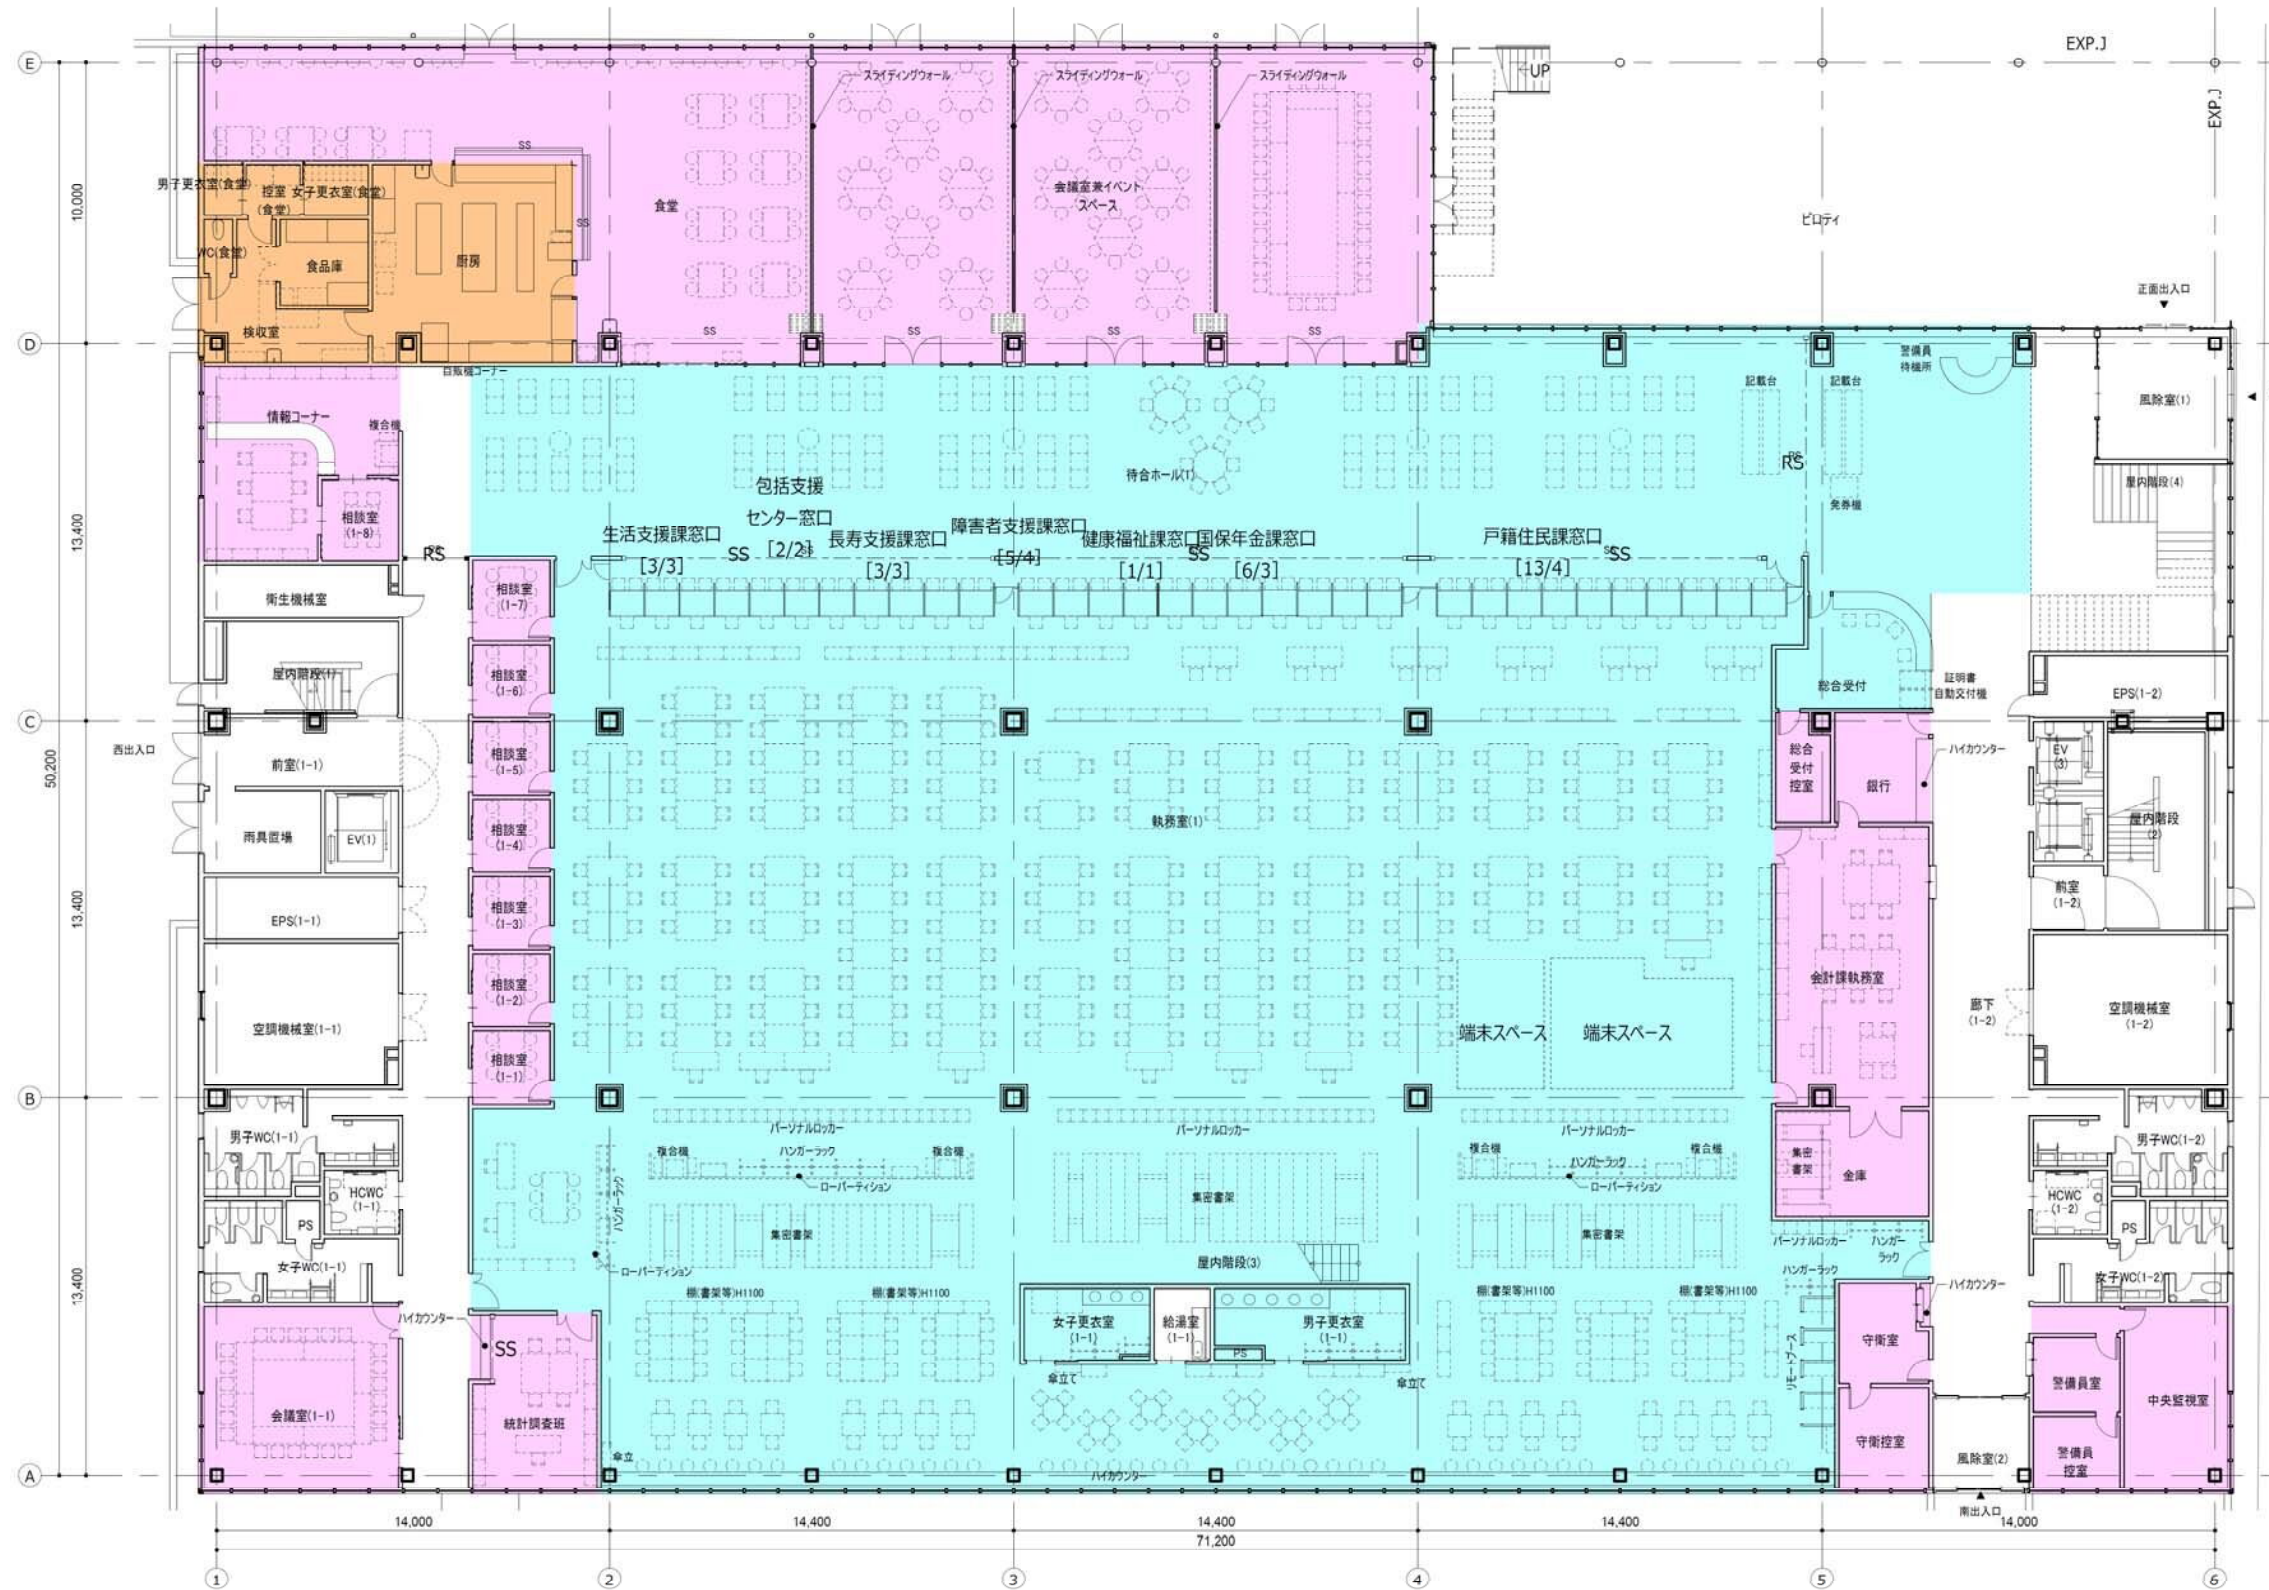 EXP.J
E
スライディングウォール
スライディングウォール
スライディングウォール
UP
EXP.J
SS
男子更衣室(食堂)
控室
(食堂)
女子更衣室(食堂)
10,000
食堂
会議室兼イベント
スペース
ピロティ
SS
WC(食堂)
食品庫
厨房
正面出入口
検収室
SS
SS
SS
SS
D
自販機コーナー
警備員
待機所
記載台
記載台
風除室(1)
情報コーナー
複合機
待合ホール(1)
RS
包括支援
センター窓口
[2/2]
屋内階段(4)
発券機
相談室
(1-8)
13,400
生活支援課窓口
[3/3]
長寿支援課窓口
[3/3]
障害者支援課窓口
[5/4]
健康福祉課窓口
[1/1]
国保年金課窓口
[6/3]
戸籍住民課窓口
[13/4]
RS
SS
SS
SS
衛生機械室
相談室
(1-7)
屋内階段(1)
相談室
(1-6)
総合受付
証明書
自動交付機
EPS(1-2)
C
西出入口
50,200
前室(1-1)
相談室
(1-5)
総合
受付
控室
銀行
ハイカウンター
EV
(3)
雨具置場
EV(1)
相談室
(1-4)
執務室(1)
屋内階段
(2)
13,400
EPS(1-1)
相談室
(1-3)
前室
(1-2)
会計課執務室
相談室
(1-2)
空調機械室(1-1)
端末スペース
端末スペース
廊下
(1-2)
空調機械室
(1-2)
相談室
(1-1)
B
パーソナルロッカー
パーソナルロッカー
パーソナルロッカー
男子WC(1-1)
複合機
ハンガーラック
複合機
複合機
ハンガーラック
複合機
集密
書架
金庫
男子WC(1-2)
ローパーティション
ローパーティション
HCWC
(1-1)
ハンガーラック
集密書架
HCWC
(1-2)
PS
集密書架
集密書架
PS
パーソナルロッカー
ハンガー
ラック
女子WC(1-1)
ローパーティション
屋内階段(3)
ハンガーラック
女子WC(1-2)
13,400
棚(書架等)H1100
棚(書架等)H1100
棚(書架等)H1100
棚(書架等)H1100
ハイカウンター
ハイカウンター
SS
女子更衣室
(1-1)
給湯室
(1-1)
男子更衣室
(1-1)
PS
守衛室
リモートブース
傘立て
傘立て
警備員室
中央監視室
会議室(1-1)
統計調査班
守衛控室
警備員
控室
風除室(2)
傘立
ハイカウンター
A
南出入口
14,000
14,400
14,400
14,400
14,000
71,200
1
2
3
4
5
6